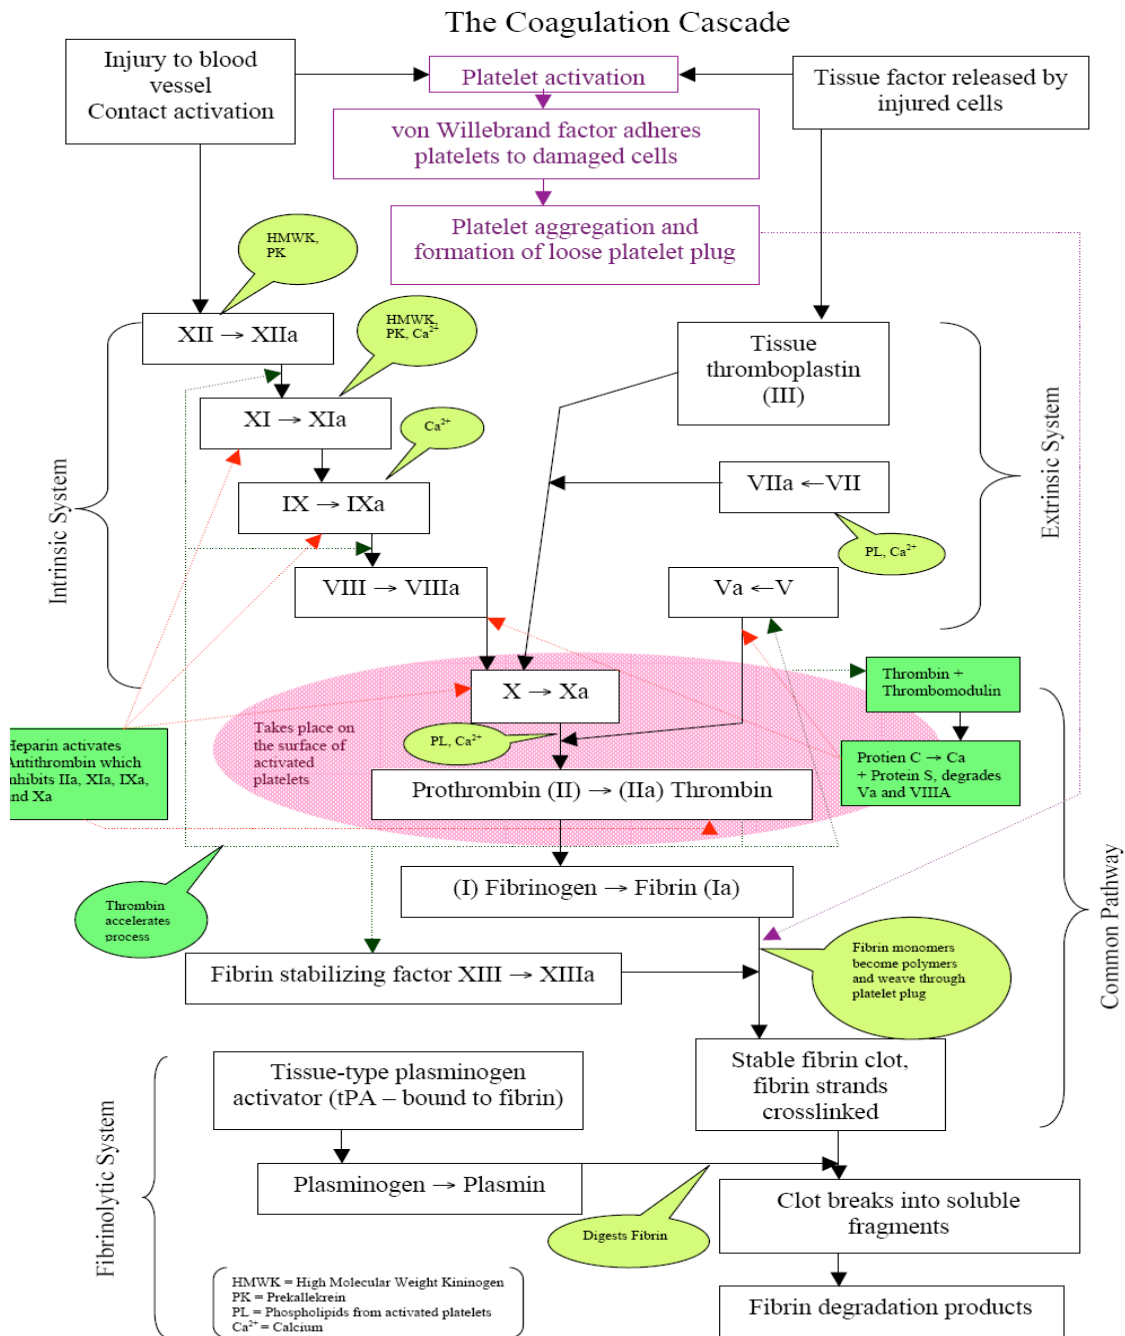 The Coagulation Cascade
Injury to blood
vessel
Contact activation
Platelet activation
Tissue factor released by
injured cells
von Willebrand factor adheres
platelets to damaged cells
Platelet aggregation and
formation of loose platelet plug
HMWK,
PK
XII → XIIa
HMWK,
PK, Ca²⁺
XI → XIa
Ca²⁺
IX → IXa
VIII → VIIIa
Intrinsic System
Tissue
thromboplastin
(III)
VIIa ←VII
PL, Ca²⁺
Va ←V
Extrinsic System
X → Xa
Takes place on
the surface of
activated
platelets
PL, Ca²⁺
Thrombin +
Thrombomodulin
Protien C → Ca
+ Protein S, degrades
Va and VIIIA
Heparin activates
Antithrombin which
inhibits IIa, XIa, IXa,
and Xa
Prothrombin (II) → (IIa) Thrombin
(I) Fibrinogen → Fibrin (Ia)
Thrombin
accelerates
process
Fibrin stabilizing factor XIII → XIIIa
Fibrin monomers
become polymers
and weave through
platelet plug
Common Pathway
Stable fibrin clot,
fibrin strands
crosslinked
Tissue-type plasminogen
activator (tPA – bound to fibrin)
Plasminogen → Plasmin
Fibrinolytic System
Digests Fibrin
Clot breaks into soluble
fragments
Fibrin degradation products
HMWK = High Molecular Weight Kininogen
PK = Prekallekrein
PL = Phospholipids from activated platelets
Ca²⁺ = Calcium